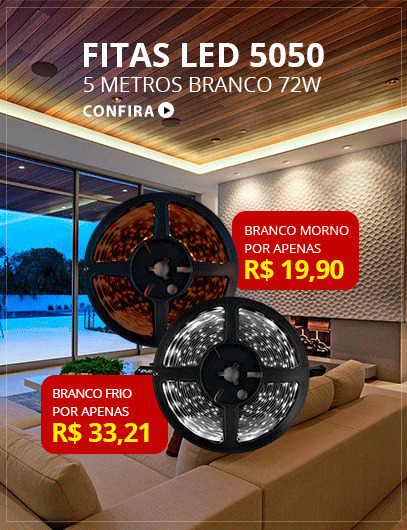 FITAS LED 5050
5 METROS BRANCO 72W
CONFIRA
BRANCO MORNO
POR APENAS
R$ 19,90
BRANCO FRIO
POR APENAS
R$ 33,21